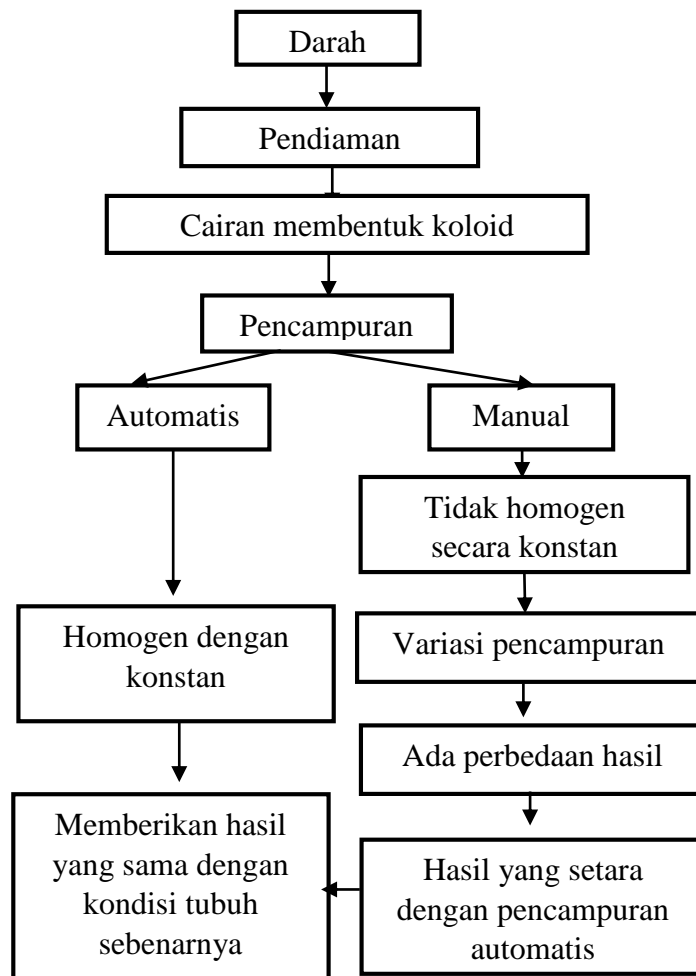 Darah
Pendiaman
Cairan membentuk koloid
Pencampuran
Automatis
Manual
Tidak homogen
secara konstan
Homogen dengan
konstan
Variasi pencampuran
Ada perbedaan hasil
Memberikan hasil
yang sama dengan
kondisi tubuh
sebenarnya
Hasil yang setara
dengan pencampuran
automatis